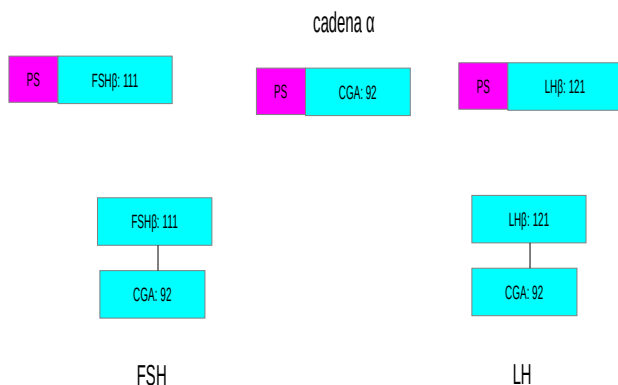 cadena α
PS FSHβ: 111
PS CGA: 92
PS LHβ: 121
FSHβ: 111
CGA: 92
LHβ: 121
CGA: 92
FSH
LH